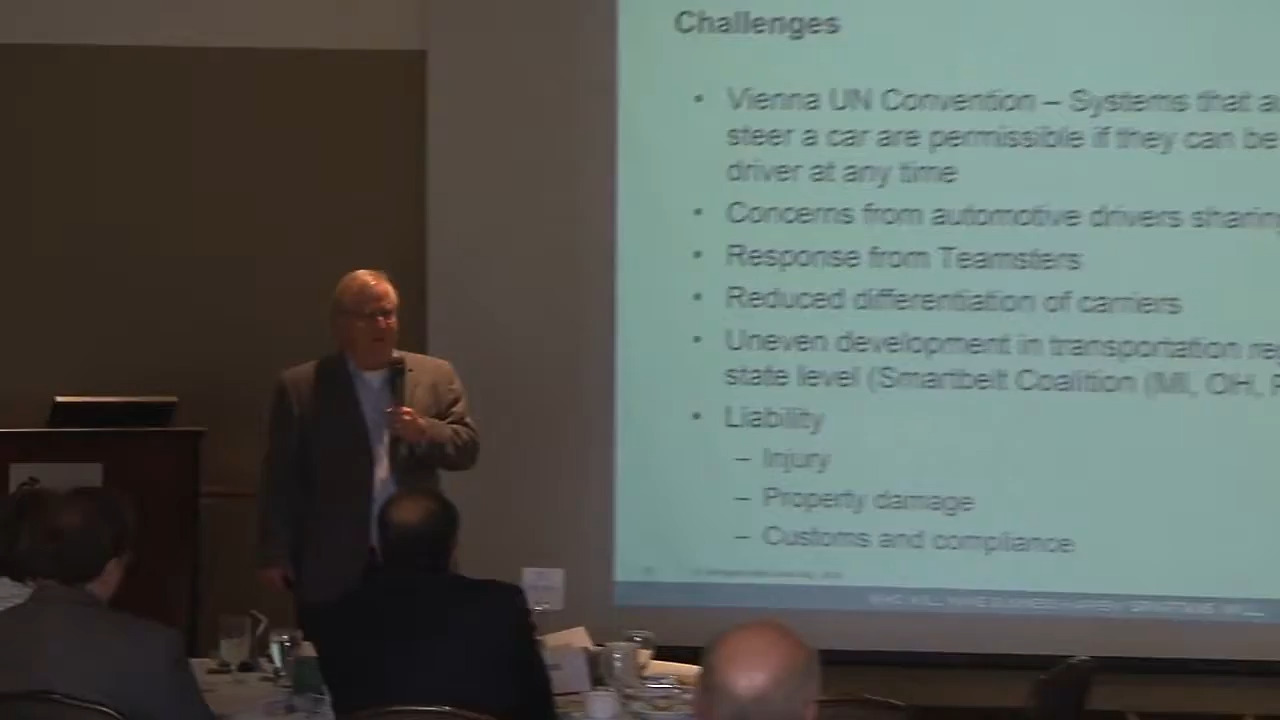 Challenges
• Vienna UN Convention – Systems that a
steer a car are permissible if they can be
driver at any time
• Concerns from automotive drivers sharin
• Response from Teamsters
• Reduced differentiation of carriers
• Uneven development in transportation re
state level (Smartbelt Coalition (MI, OH, P
• Liability
– Injury
– Property damage
– Customs and compliance